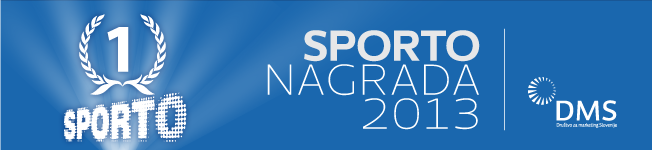 1
SPORTO
SPORTO
NAGRADA
2013
DMS
Društvo za marketing Slovenije